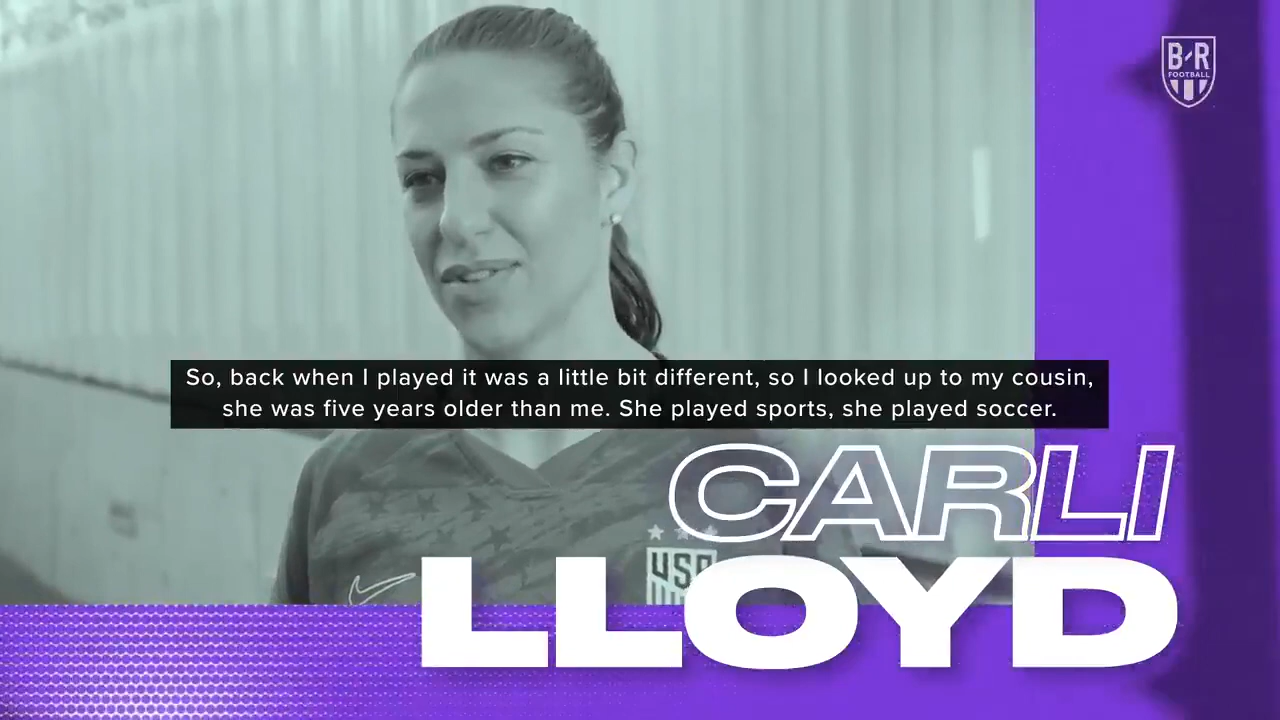 B/R
FOOTBALL
So, back when I played it was a little bit different, so I looked up to my cousin,
she was five years older than me. She played sports, she played soccer.
CARLI
USA
LLOYD